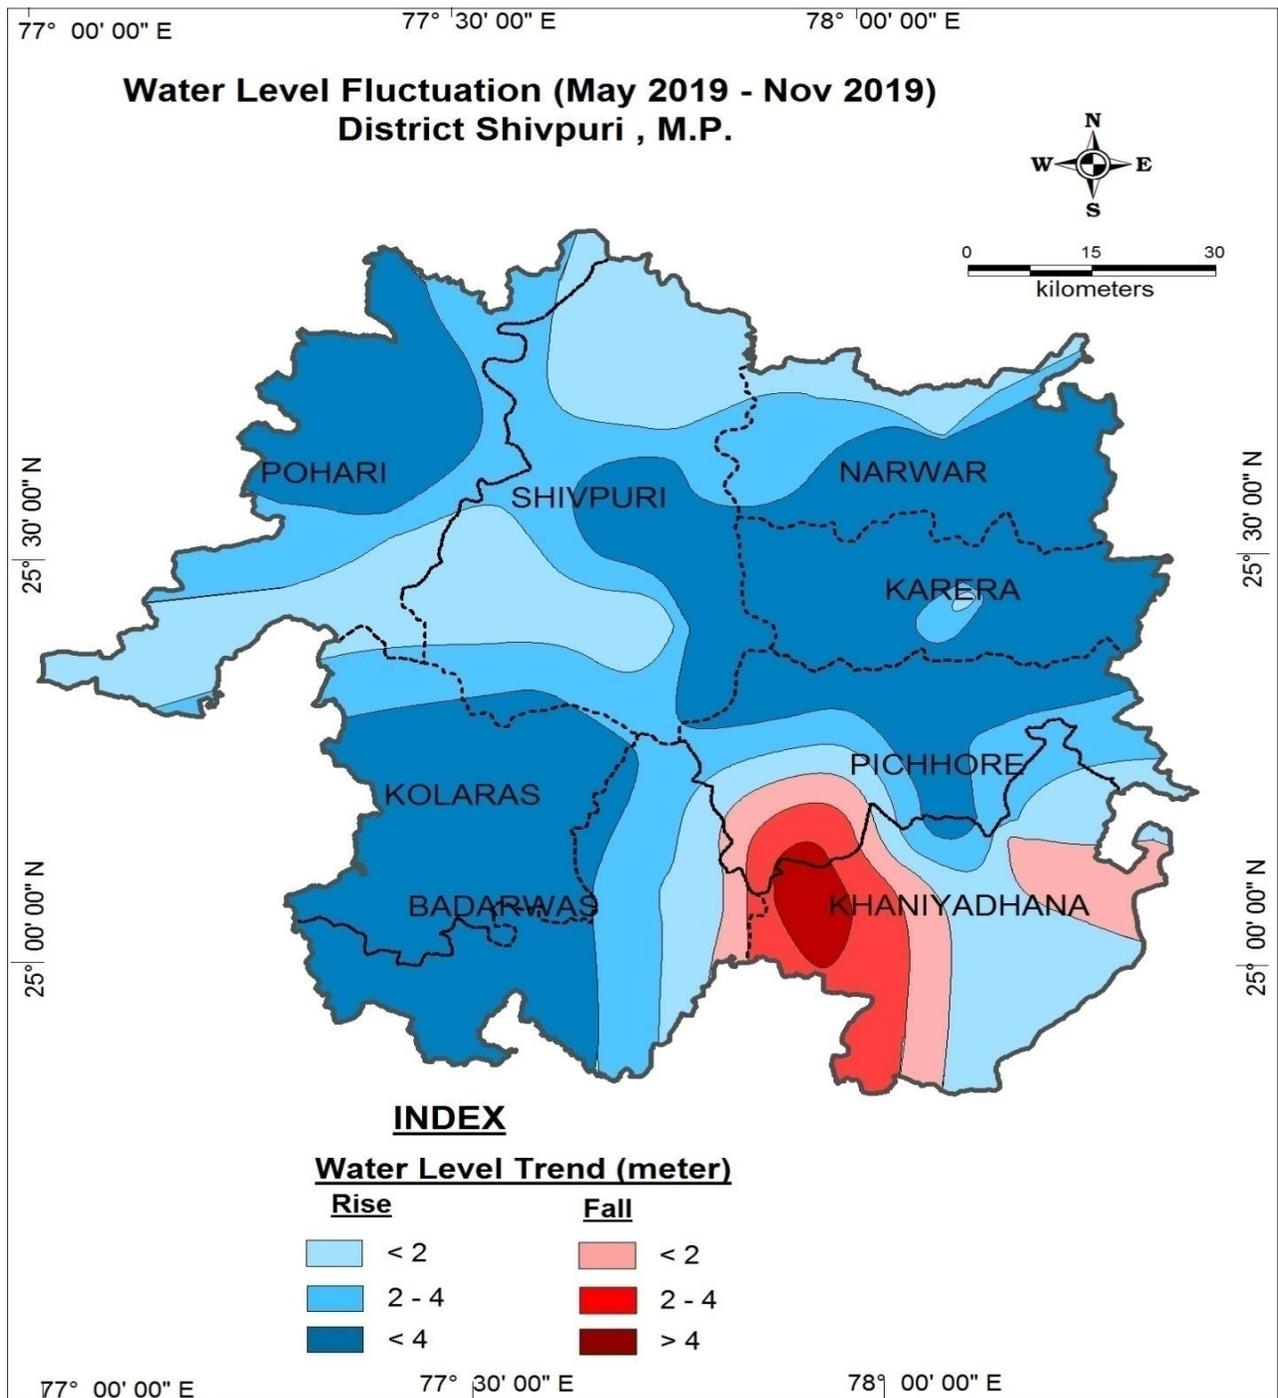 77° 00' 00" E 77° 30' 00" E 78° 00' 00" E
Water Level Fluctuation (May 2019 - Nov 2019)
District Shivpuri , M.P.
N
W E
S
0 15 30
kilometers
POHARI
SHIVPURI
NARWAR
25° 30' 00" N
25° 30' 00" N
KARERA
PICHHORE
KOLARAS
BADARWAS
KHANIYADHANA
25° 00' 00" N
25° 00' 00" N
INDEX
Water Level Trend (meter)
Rise Fall
< 2 < 2
2 - 4 2 - 4
< 4 > 4
77° 00' 00" E 77° 30' 00" E 78° 00' 00" E